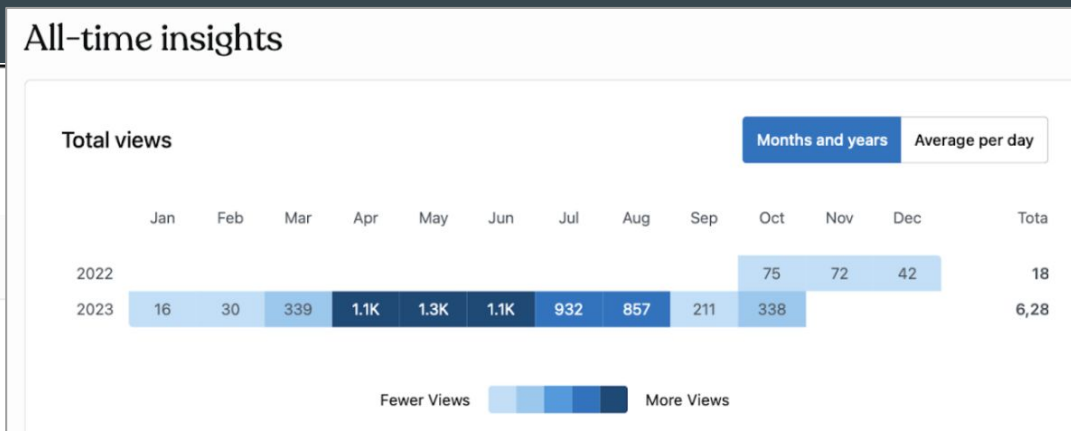 All-time insights
Total views
Months and years Average per day
Jan Feb Mar Apr May Jun Jul Aug Sep Oct Nov Dec Tota
2022 75 72 42 18
2023 16 30 339 1.1K 1.3K 1.1K 932 857 211 338 6,28
Fewer Views More Views